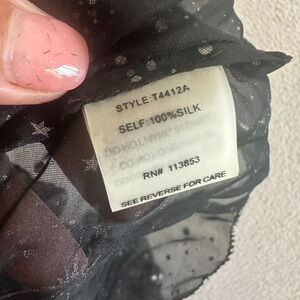 STYLE:T4412A
SELF:100%SILK
RN# 113853
SEE REVERSE FOR CARE